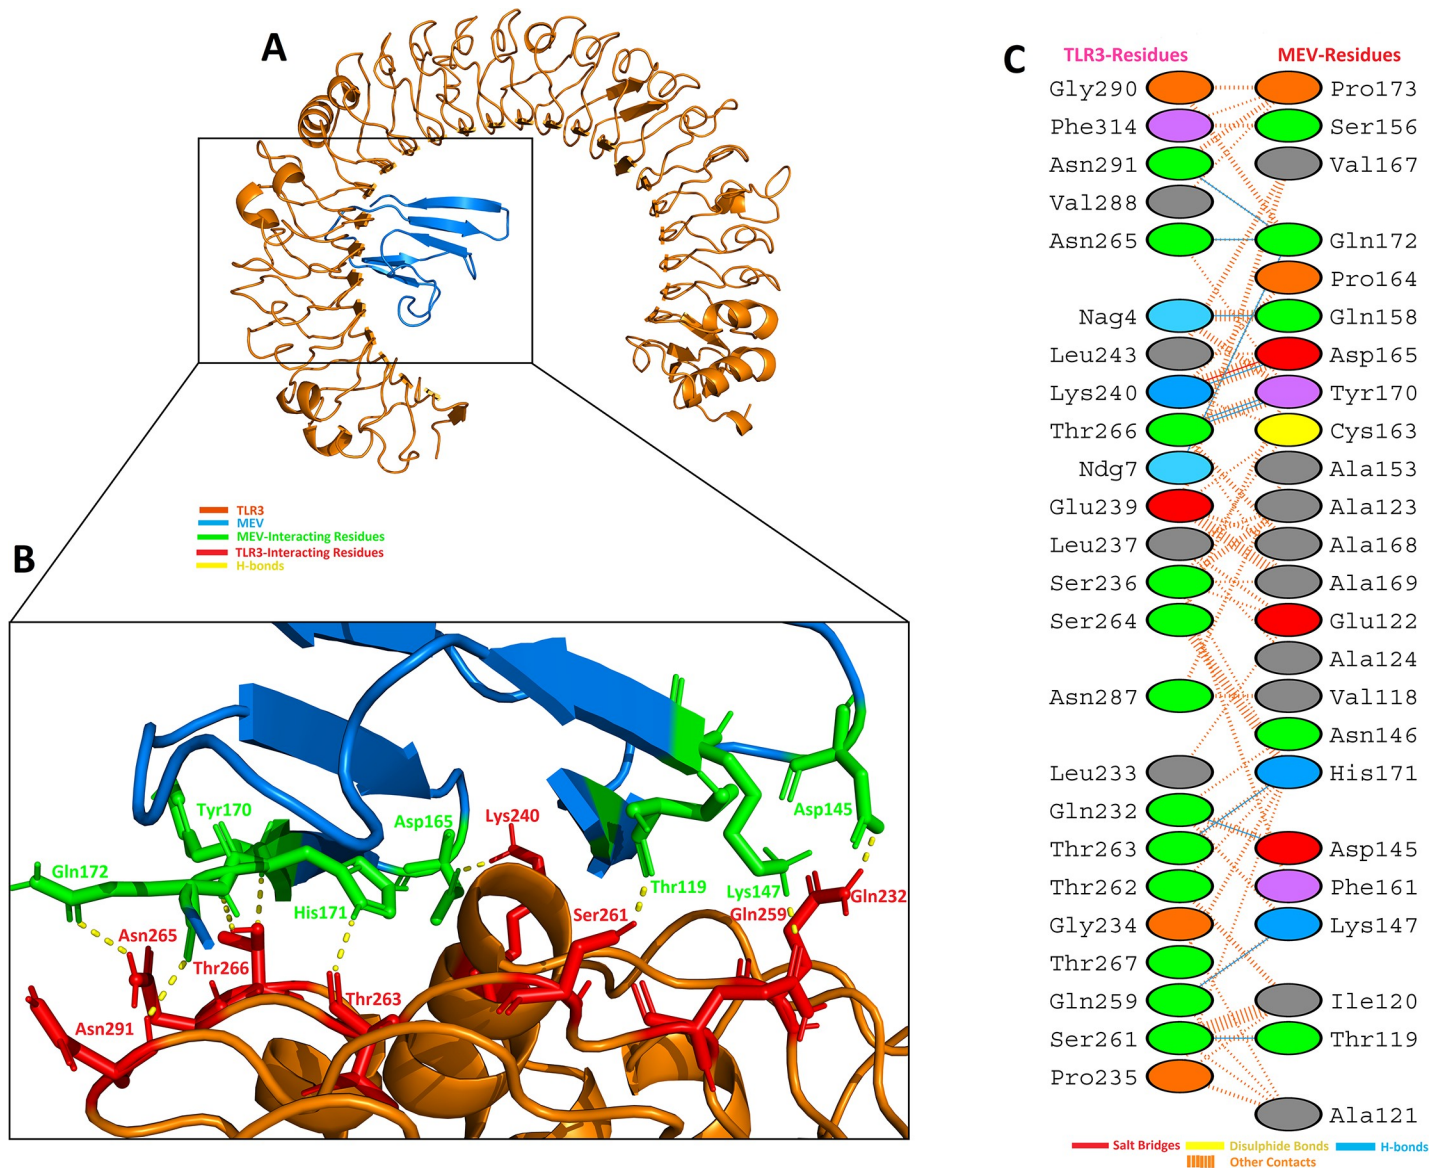 A
TLR3
MEV
MEV-Interacting Residues
TLR3-Interacting Residues
H-bonds
B
Tyr170
Gln172
Asp165
Lys240
Asp145
His171
Thr119
Lys147
Gln232
Gln259
Ser261
Asn265
Thr266
Thr263
Asn291
C
TLR3-Residues MEV-Residues
Gly290 Pro173
Phe314 Ser156
Asn291 Val167
Val288
Asn265 Gln172
Pro164
Nag4 Gln158
Leu243 Asp165
Lys240 Tyr170
Thr266 Cys163
Ndg7 Ala153
Glu239 Ala123
Leu237 Ala168
Ser236 Ala169
Ser264 Glu122
Ala124
Asn287 Val118
Asn146
Leu233 His171
Gln232
Thr263 Asp145
Thr262 Phe161
Gly234 Lys147
Thr267
Gln259 Ile120
Ser261 Thr119
Pro235
Ala121
Salt Bridges Disulphide Bonds H-bonds
Other Contacts